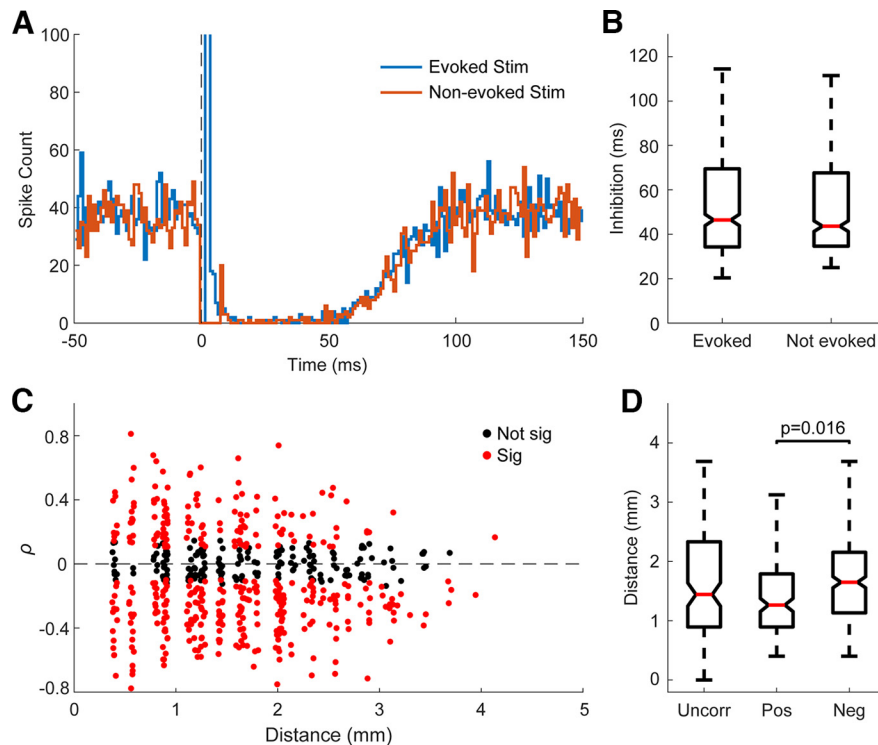 A
100
80
60
40
20
0
Spike Count
-50
0
50
100
150
Time (ms)
Evoked Stim
Non-evoked Stim
B
120
100
80
60
40
20
0
Inhibition (ms)
Evoked
Not evoked
C
0.8
0.4
0
-0.4
-0.8
ρ
0
1
2
3
4
5
Distance (mm)
Not sig
Sig
D
p=0.016
4
3
2
1
0
Distance (mm)
Uncorr
Pos
Neg